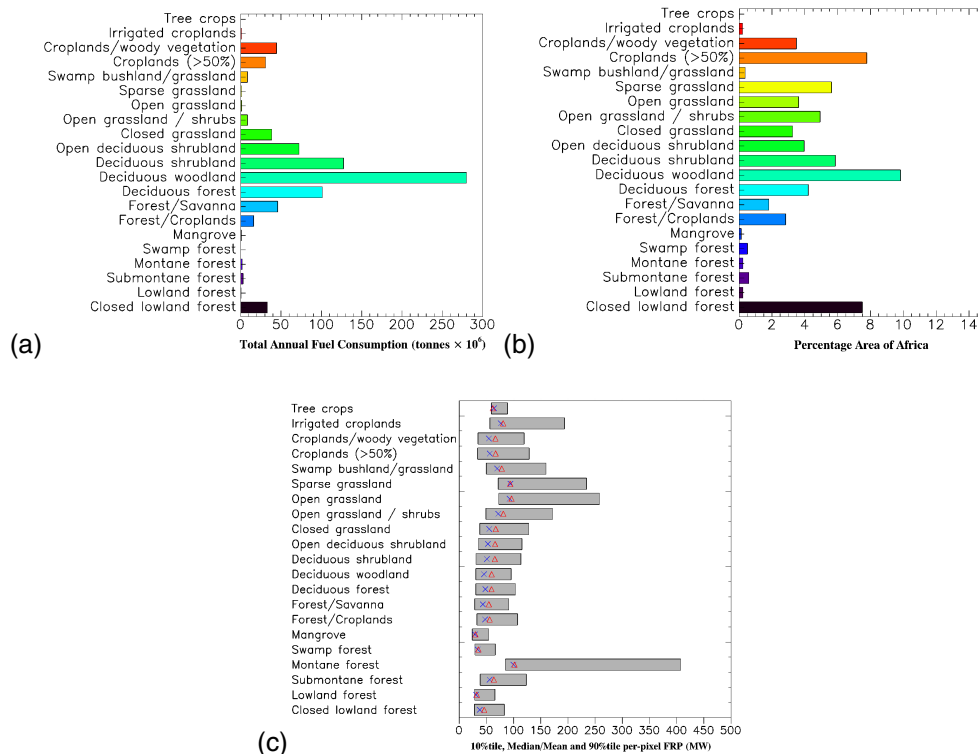 Tree crops
Irrigated croplands
Croplands/woody vegetation
Croplands (>50%)
Swamp bushland/grassland
Sparse grassland
Open grassland
Open grassland / shrubs
Closed grassland
Open deciduous shrubland
Deciduous shrubland
Deciduous woodland
Deciduous forest
Forest/Savanna
Forest/Croplands
Mangrove
Swamp forest
Montane forest
Submontane forest
Lowland forest
Closed lowland forest
0 50 100 150 200 250 300
(a)
Total Annual Fuel Consumption (tonnes × 10⁶)
Tree crops
Irrigated croplands
Croplands/woody vegetation
Croplands (>50%)
Swamp bushland/grassland
Sparse grassland
Open grassland
Open grassland / shrubs
Closed grassland
Open deciduous shrubland
Deciduous shrubland
Deciduous woodland
Deciduous forest
Forest/Savanna
Forest/Croplands
Mangrove
Swamp forest
Montane forest
Submontane forest
Lowland forest
Closed lowland forest
0 2 4 6 8 10 12 14
(b)
Percentage Area of Africa
Tree crops
Irrigated croplands
Croplands/woody vegetation
Croplands (>50%)
Swamp bushland/grassland
Sparse grassland
Open grassland
Open grassland / shrubs
Closed grassland
Open deciduous shrubland
Deciduous shrubland
Deciduous woodland
Deciduous forest
Forest/Savanna
Forest/Croplands
Mangrove
Swamp forest
Montane forest
Submontane forest
Lowland forest
Closed lowland forest
0 50 100 150 200 250 300 350 400 450 500
(c)
10%tile, Median/Mean and 90%tile per-pixel FRP (MW)